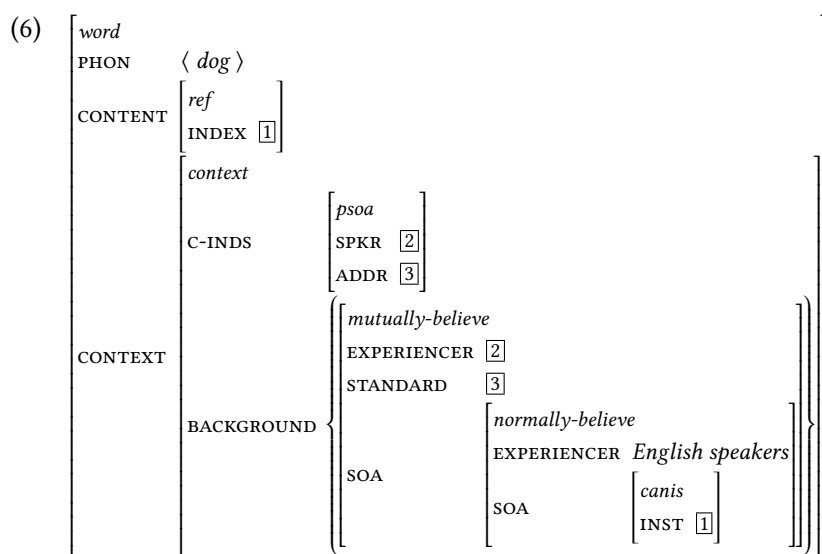 (6)
word
PHON ⟨ dog ⟩
ref
CONTENT
INDEX 1
context
psoa
C-INDS SPKR 2
ADDR 3
mutually-believe
EXPERIENCER 2
CONTEXT
STANDARD 3
normally-believe
BACKGROUND
EXPERIENCER English speakers
SOA
canis
SOA
INST 1